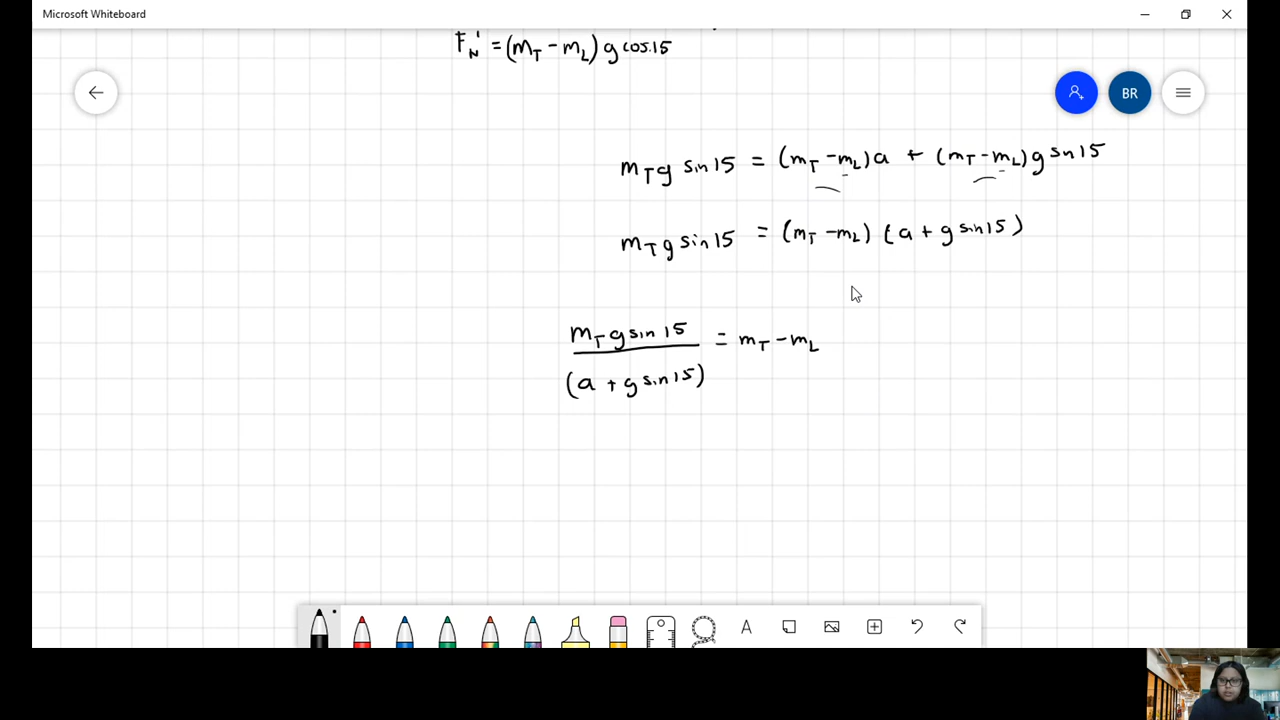 Microsoft Whiteboard
F_N' = (m_T - m_L) g cos.15
BR
m_T g sin 15 = (m_T - m_L) a + (m_T - m_L) g sin 15
m_T g sin 15 = (m_T - m_L) (a + g sin 15)
m_T g sin 15 = m_T - m_L
(a + g sin 15)
A